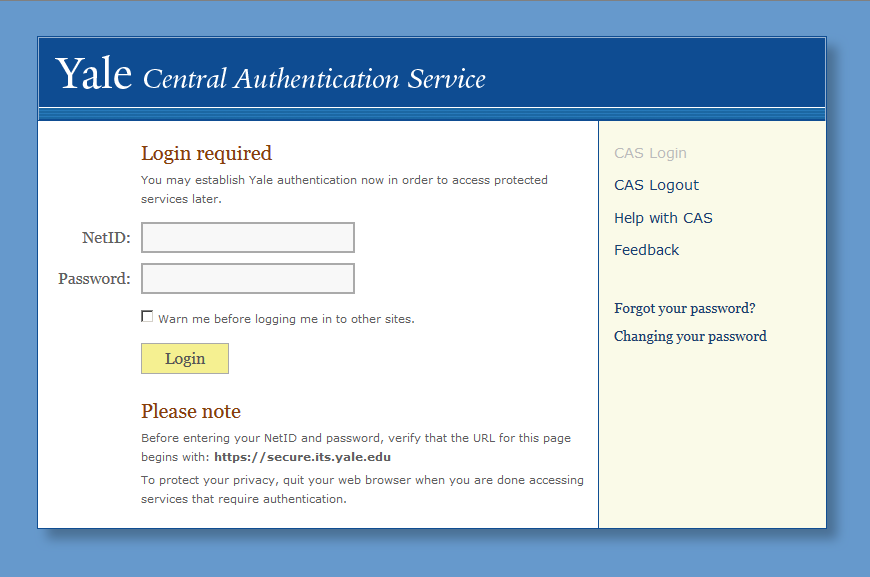 Yale Central Authentication Service
Login required
You may establish Yale authentication now in order to access protected
services later.
NetID:
Password:
Warn me before logging me in to other sites.
Login
Please note
Before entering your NetID and password, verify that the URL for this page
begins with: https://secure.its.yale.edu
To protect your privacy, quit your web browser when you are done accessing
services that require authentication.
CAS Login
CAS Logout
Help with CAS
Feedback
Forgot your password?
Changing your password